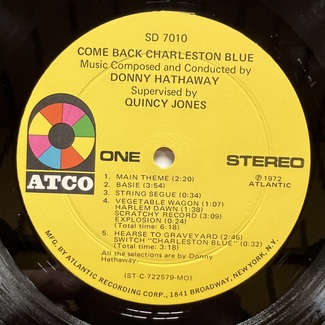 SD 7010
COME BACK CHARLESTON BLUE
Music Composed and Conducted by
DONNY HATHAWAY
Supervised by
QUINCY JONES
ATCO
ONE
STEREO
℗ 1972
ATLANTIC
1. MAIN THEME (2:20)
2. BASIE (3:54)
3. STRING SEGUE (0:34)
4. VEGETABLE WAGON (0:38)
HARLEM DAWN (1:38)
SCRATCHY RECORD (3:09)
EXPLOSION (0:24)
(Total time: 6:18)
5. HEARSE TO GRAVEYARD (2:46)
SWITCH "CHARLESTON BLUE" (0:32)
(Total time: 3:18)
All the selections are by Donny
Hathaway.
(ST-C-722579-MO)
MFG. BY ATLANTIC RECORDING CORP., 1841 BROADWAY, NEW YORK, N.Y.